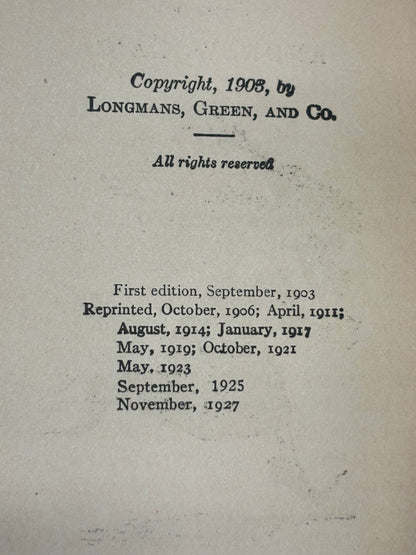 Copyright, 1903, by
LONGMANS, GREEN, AND CO.
All rights reserved
First edition, September, 1903
Reprinted, October, 1906; April, 1911;
August, 1914; January, 1917
May, 1919; October, 1921
May, 1923
September, 1925
November, 1927